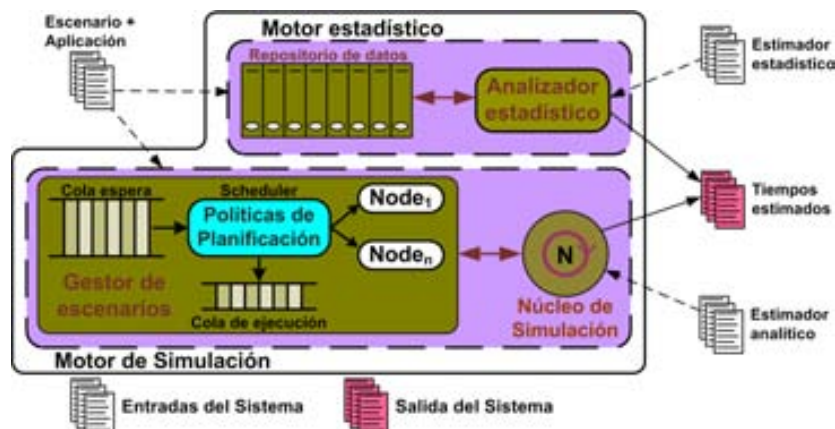 Escenario +
Aplicación
Motor estadístico
Repositorio de datos
Analizador
estadístico
Estimador
estadístico
Cola espera
Scheduler
Políticas de
Planificación
Node1
Noden
Gestor de
escenarios
Cola de ejecución
N
Núcleo de
Simulación
Tiempos
estimados
Estimador
analítico
Motor de Simulación
Entradas del Sistema
Salida del Sistema